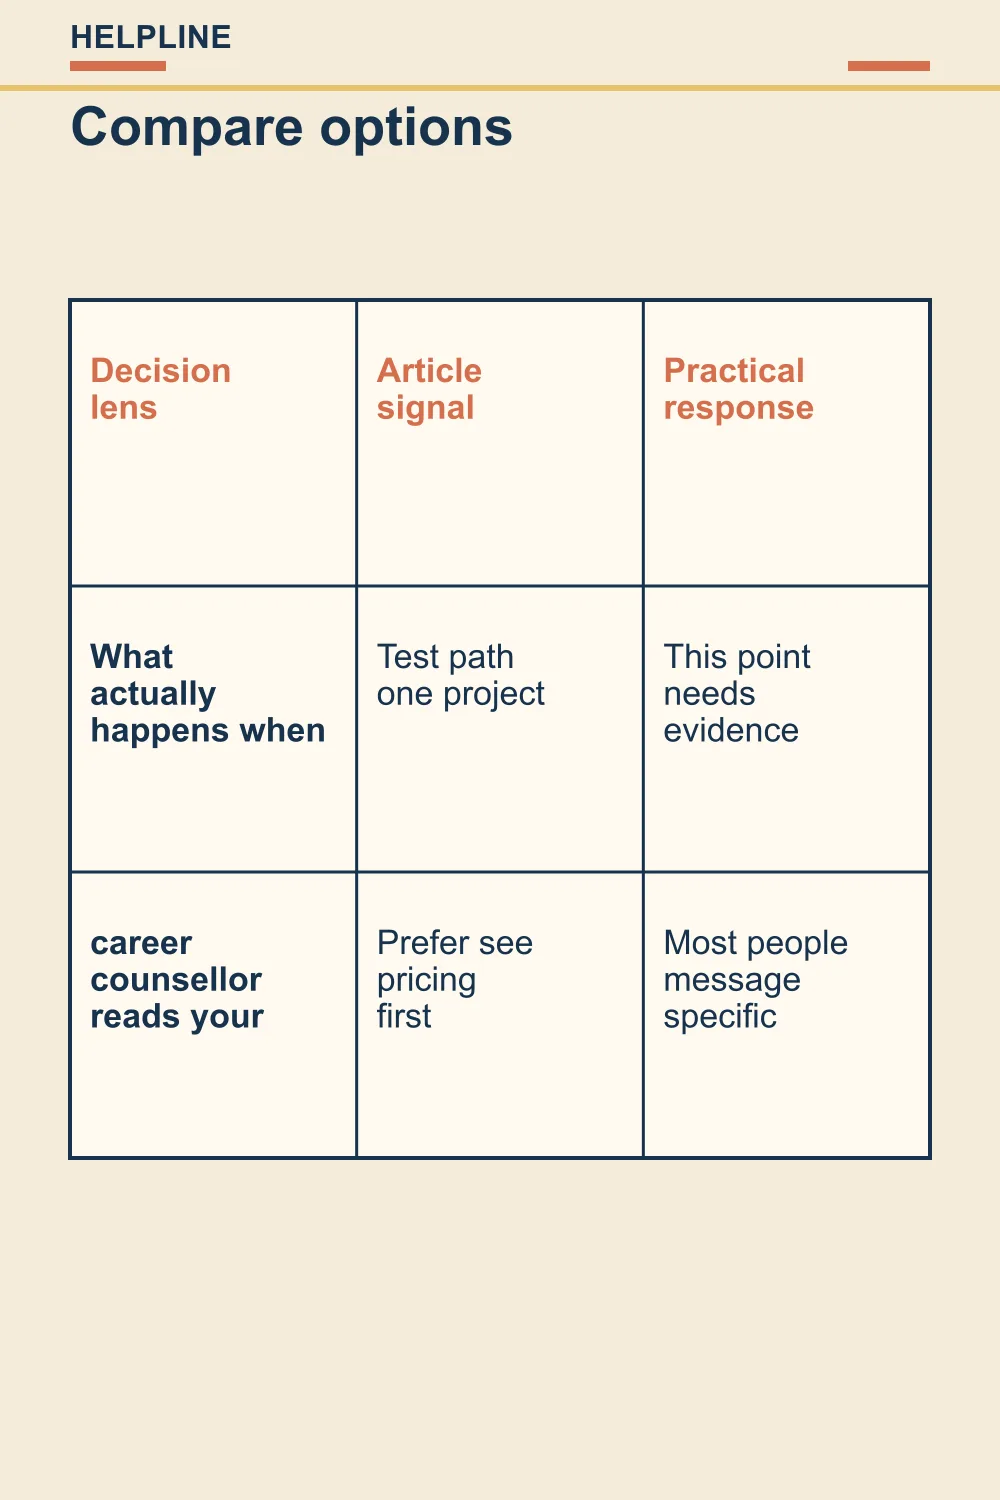 HELPLINE
Compare options
Decision
lens
Article
signal
Practical
response
What
actually
happens when
Test path
one project
This point
needs
evidence
career
counsellor
reads your
Prefer see
pricing
first
Most people
message
specific